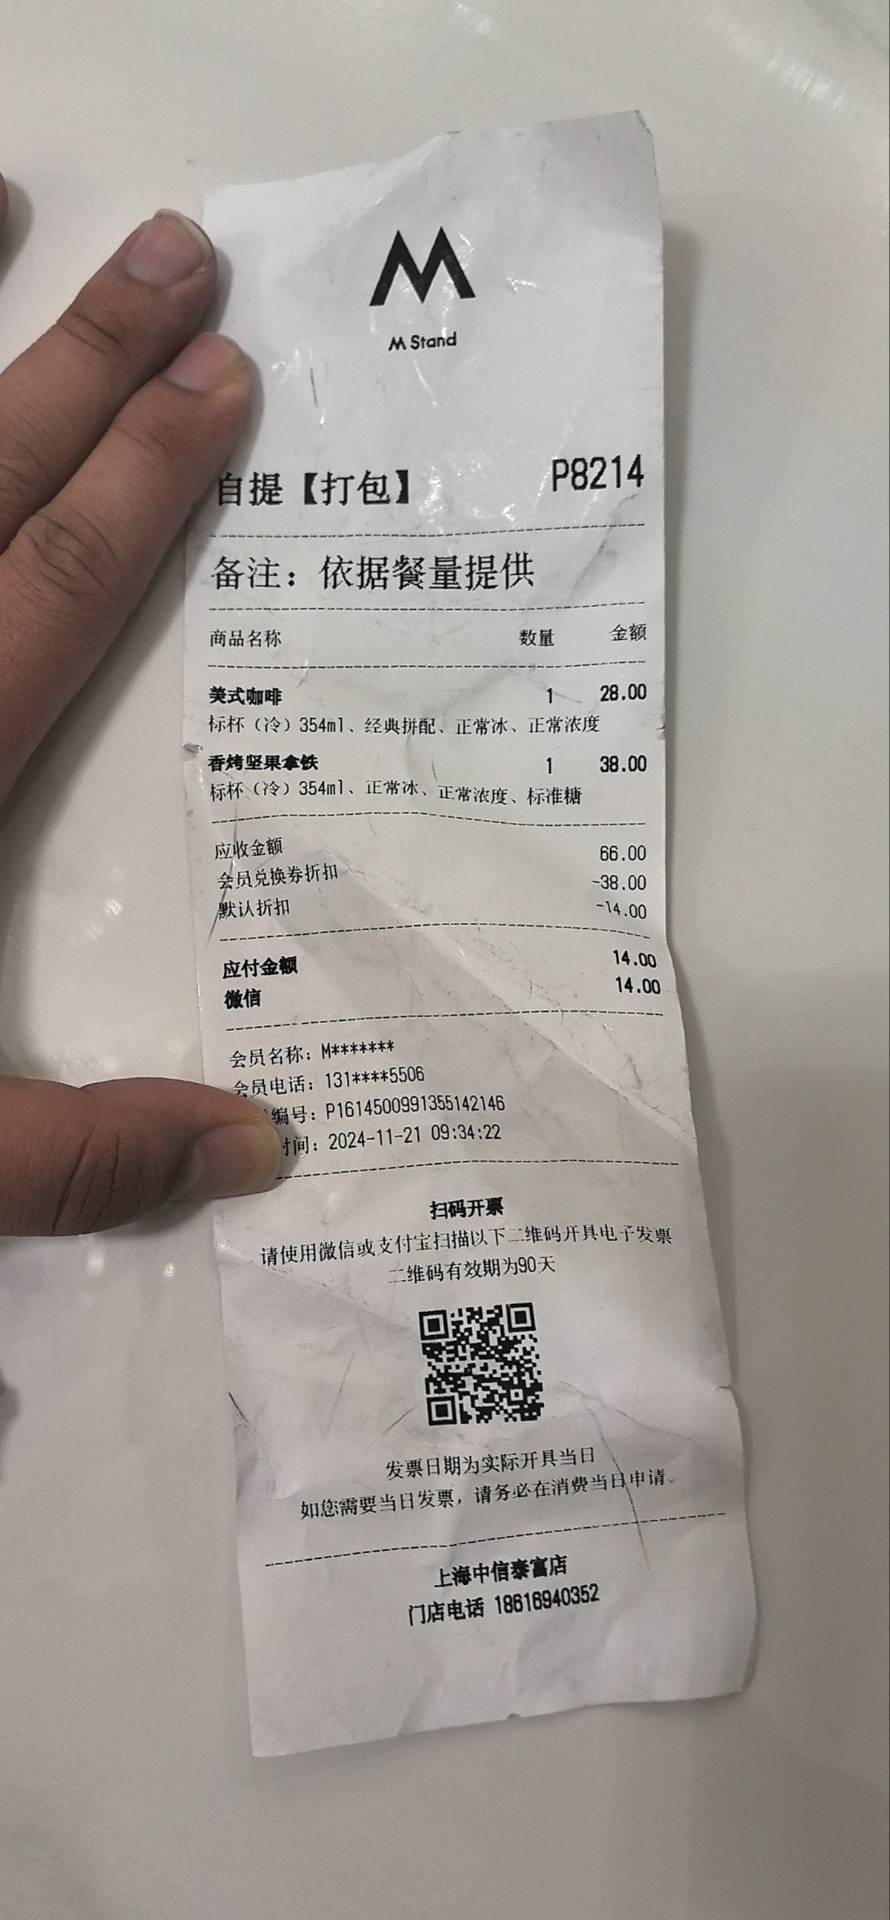 M
M Stand
自提【打包】 P8214
备注：依据餐量提供
商品名称 数量 金额
美式咖啡 1 28.00
标杯（冷）354ml、经典拼配、正常冰、正常浓度
香烤坚果拿铁 1 38.00
标杯（冷）354ml、正常冰、正常浓度、标准糖
应收金额 66.00
会员兑换券折扣 -38.00
默认折扣 -14.00
应付金额 14.00
微信 14.00
会员名称：M*******
会员电话：131****5506
编号：P1614500991355142146
时间：2024-11-21 09:34:22
扫码开票
请使用微信或支付宝扫描以下二维码开具电子发票
二维码有效期为90天
发票日期为实际开具当日
如您需要当日发票，请务必在消费当日申请。
上海中信泰富店
门店电话 18616940352